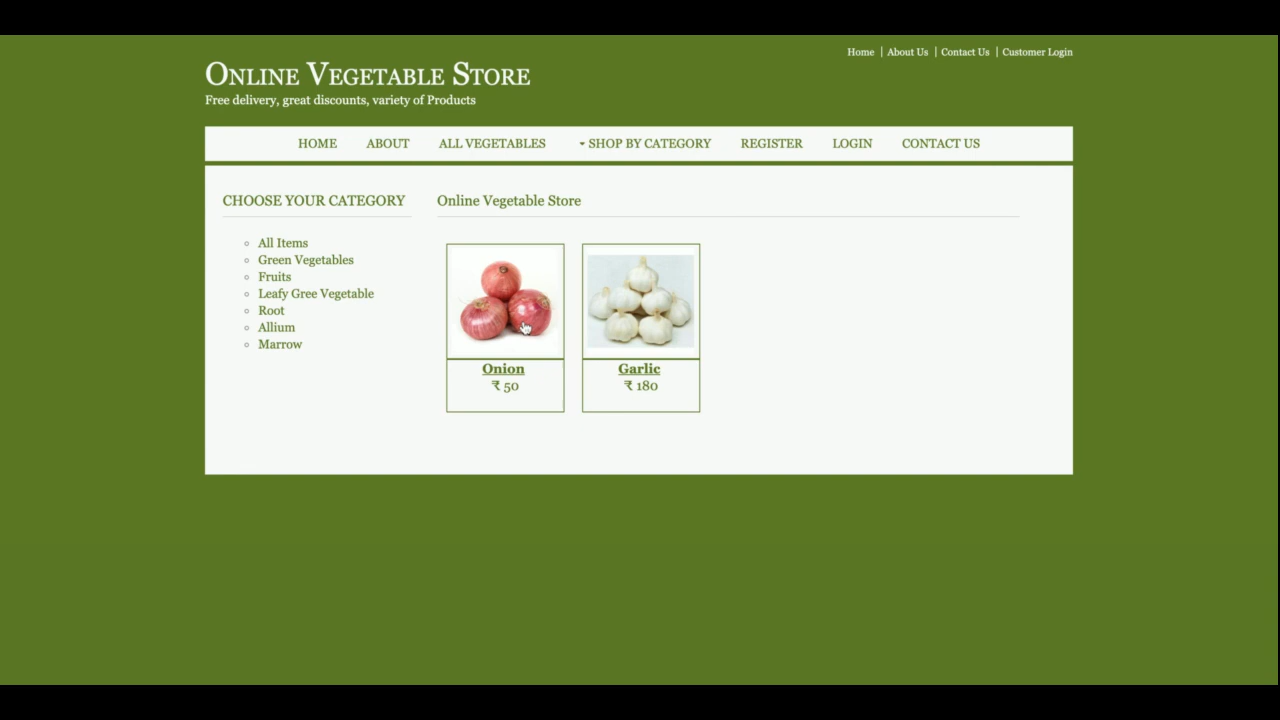 Home About Us Contact Us Customer Login
Online Vegetable Store
Free delivery, great discounts, variety of Products
HOME ABOUT ALL VEGETABLES SHOP BY CATEGORY REGISTER LOGIN CONTACT US
CHOOSE YOUR CATEGORY
All Items
Green Vegetables
Fruits
Leafy Gree Vegetable
Root
Allium
Marrow
Online Vegetable Store
Onion
₹ 50
Garlic
₹ 180